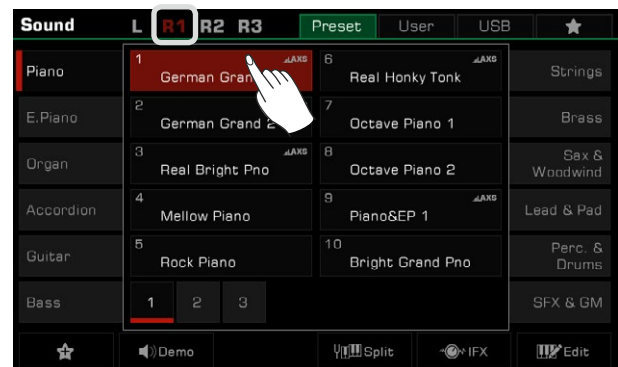 Sound L R1 R2 R3 Preset User USB
Piano
E.Piano
Organ
Accordion
Guitar
Bass
1 AXS
German Gran
2
German Grand 2
3 AXS
Real Bright Pno
4
Mellow Piano
5
Rock Piano
6 AXS
Real Honky Tonk
7
Octave Piano 1
8
Octave Piano 2
9 AXS
Piano&EP 1
10
Bright Grand Pno
1 2 3
Strings
Brass
Sax &
Woodwind
Lead & Pad
Perc. &
Drums
SFX & GM
Demo Split IFX Edit